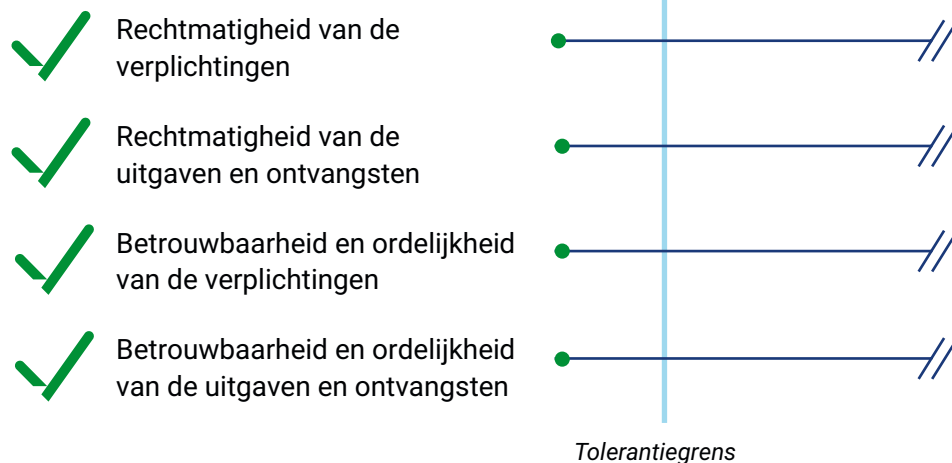 Rechtmatigheid van de
verplichtingen
Rechtmatigheid van de
uitgaven en ontvangsten
Betrouwbaarheid en ordelijkheid
van de verplichtingen
Betrouwbaarheid en ordelijkheid
van de uitgaven en ontvangsten
Tolerantiegrens